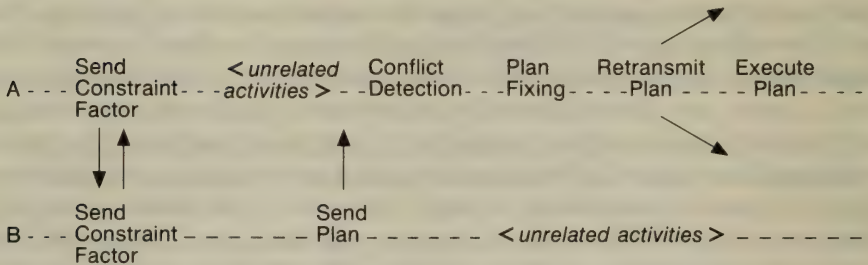 Send < unrelated Conflict Plan Retransmit Execute
A - - - Constraint - - - activities > - - - Detection - - - Fixing - - - - Plan - - - - Plan - - - -
Factor
Send Send
B - - - Constraint - - - - - - Plan - - - - - - < unrelated activities > - - - - - -
Factor